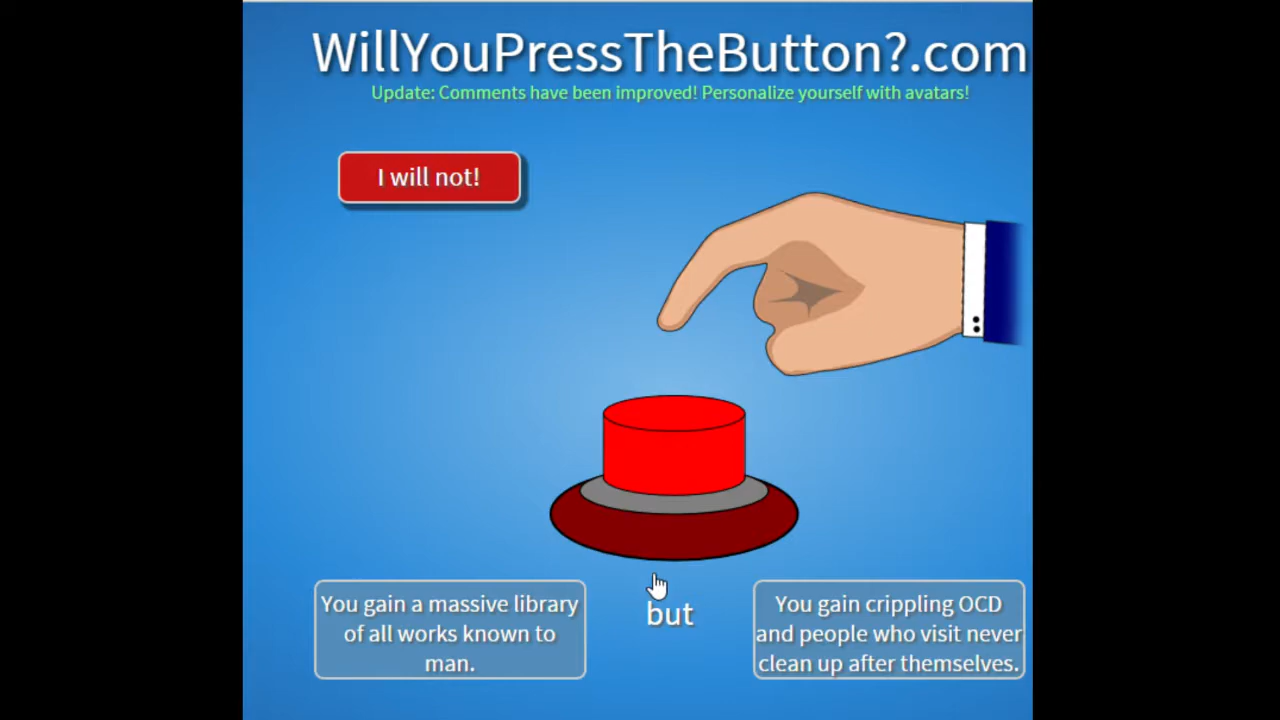 WillYouPressTheButton?.com
Update: Comments have been improved! Personalize yourself with avatars!
I will not!
You gain a massive library
of all works known to
man.
but
You gain crippling OCD
and people who visit never
clean up after themselves.